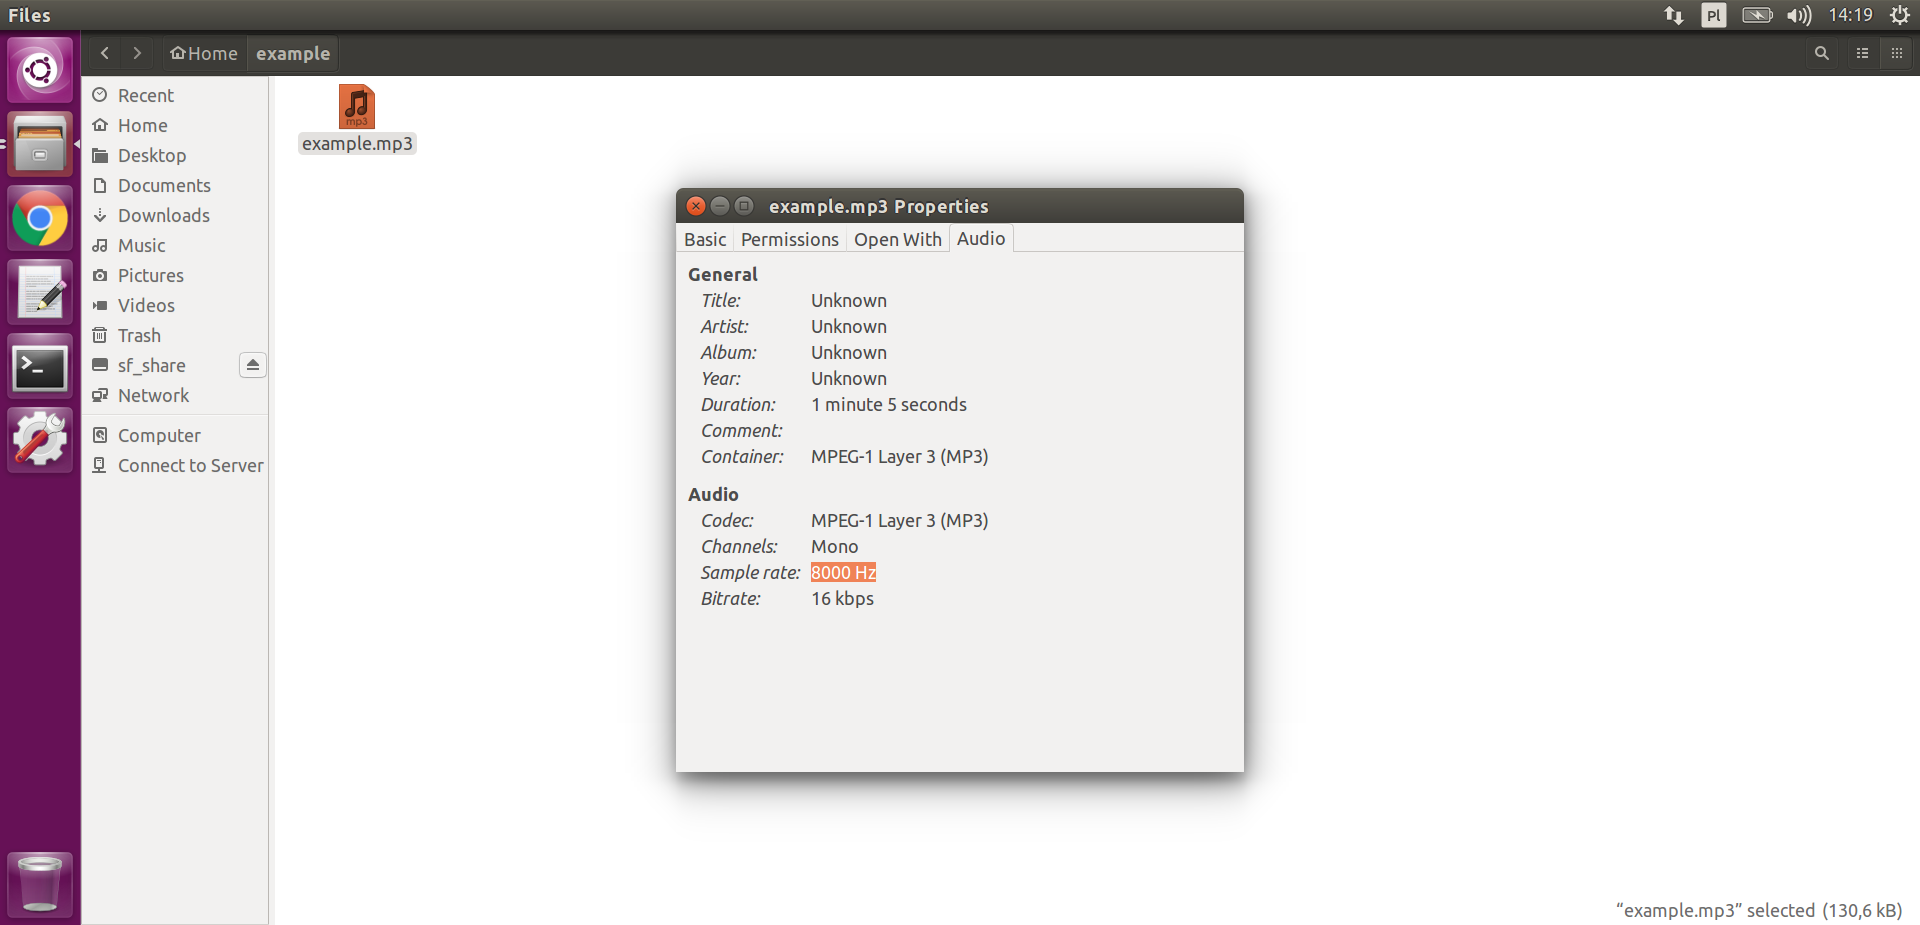 Files
Pl
14:19
Home
example
Recent
Home
Desktop
Documents
Downloads
Music
Pictures
Videos
Trash
sf_share
Network
Computer
Connect to Server
mp3
example.mp3
example.mp3 Properties
Basic
Permissions
Open With
Audio
General
Title: Unknown
Artist: Unknown
Album: Unknown
Year: Unknown
Duration: 1 minute 5 seconds
Comment:
Container: MPEG-1 Layer 3 (MP3)
Audio
Codec: MPEG-1 Layer 3 (MP3)
Channels: Mono
Sample rate: 8000 Hz
Bitrate: 16 kbps
“example.mp3” selected (130,6 kB)